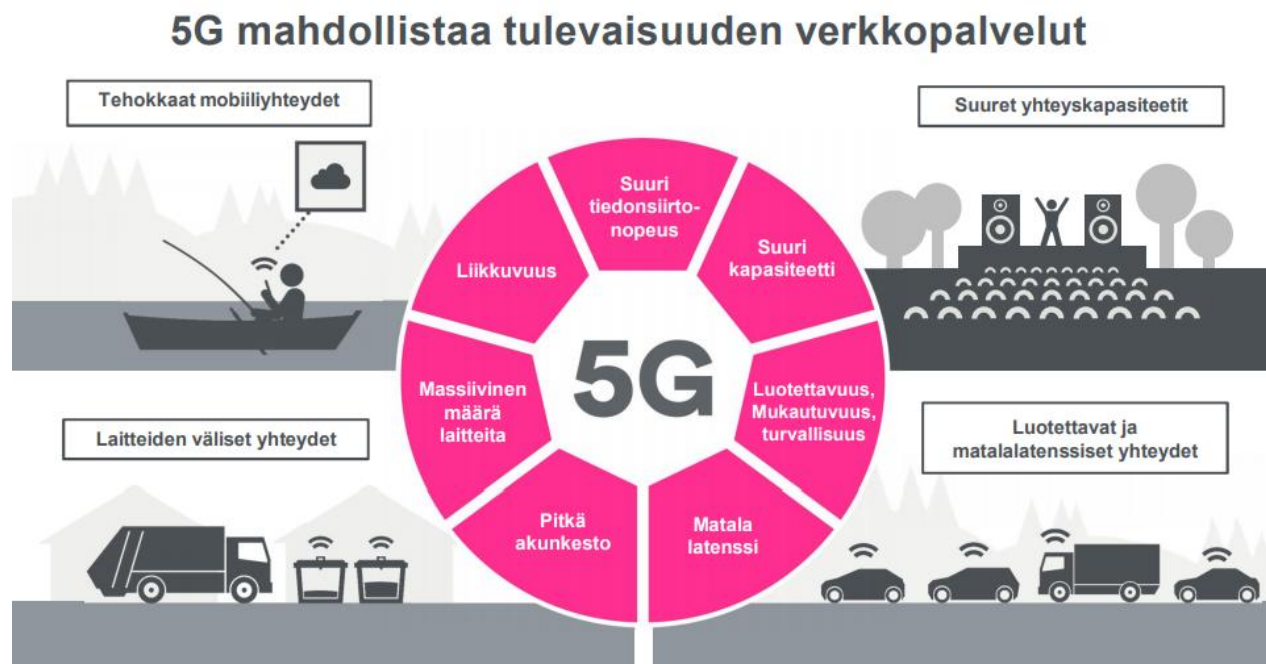 5G mahdollistaa tulevaisuuden verkkopalvelut
Tehokkaat mobiiliyhteydet
Suuret yhteyskapasiteetit
Suuri
tiedonsiirto-
nopeus
Suuri
kapasiteetti
Liikkuvuus
5G
Massiivinen
määrä
laitteita
Luotettavuus,
Mukautuvuus,
turvallisuus
Laitteiden väliset yhteydet
Luotettavat ja
matalalatenssiset yhteydet
Pitkä
akunkesto
Matala
latenssi